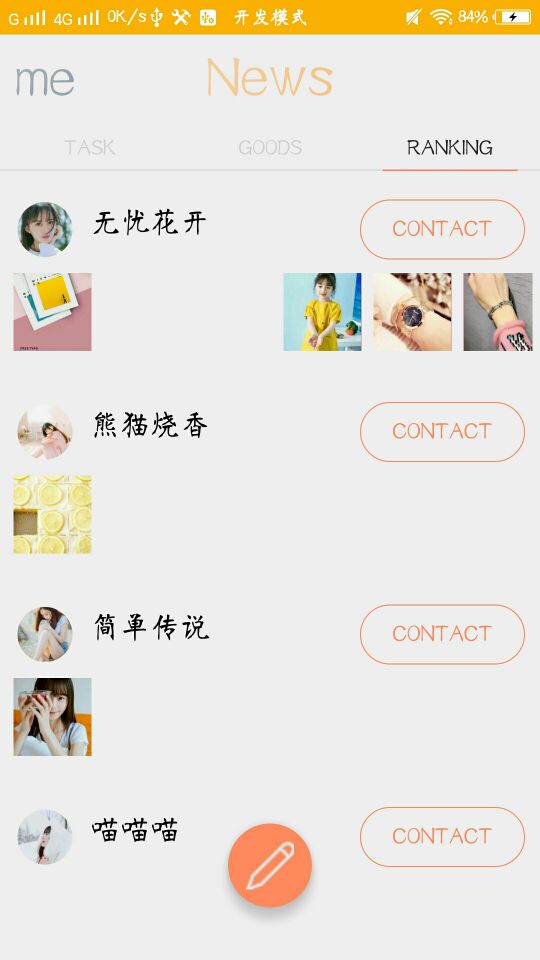 G 4G 0K/s 开发模式 84%
me News
TASK GOODS RANKING
无忧花开 CONTACT
熊猫烧香 CONTACT
简单传说 CONTACT
喵喵喵 CONTACT